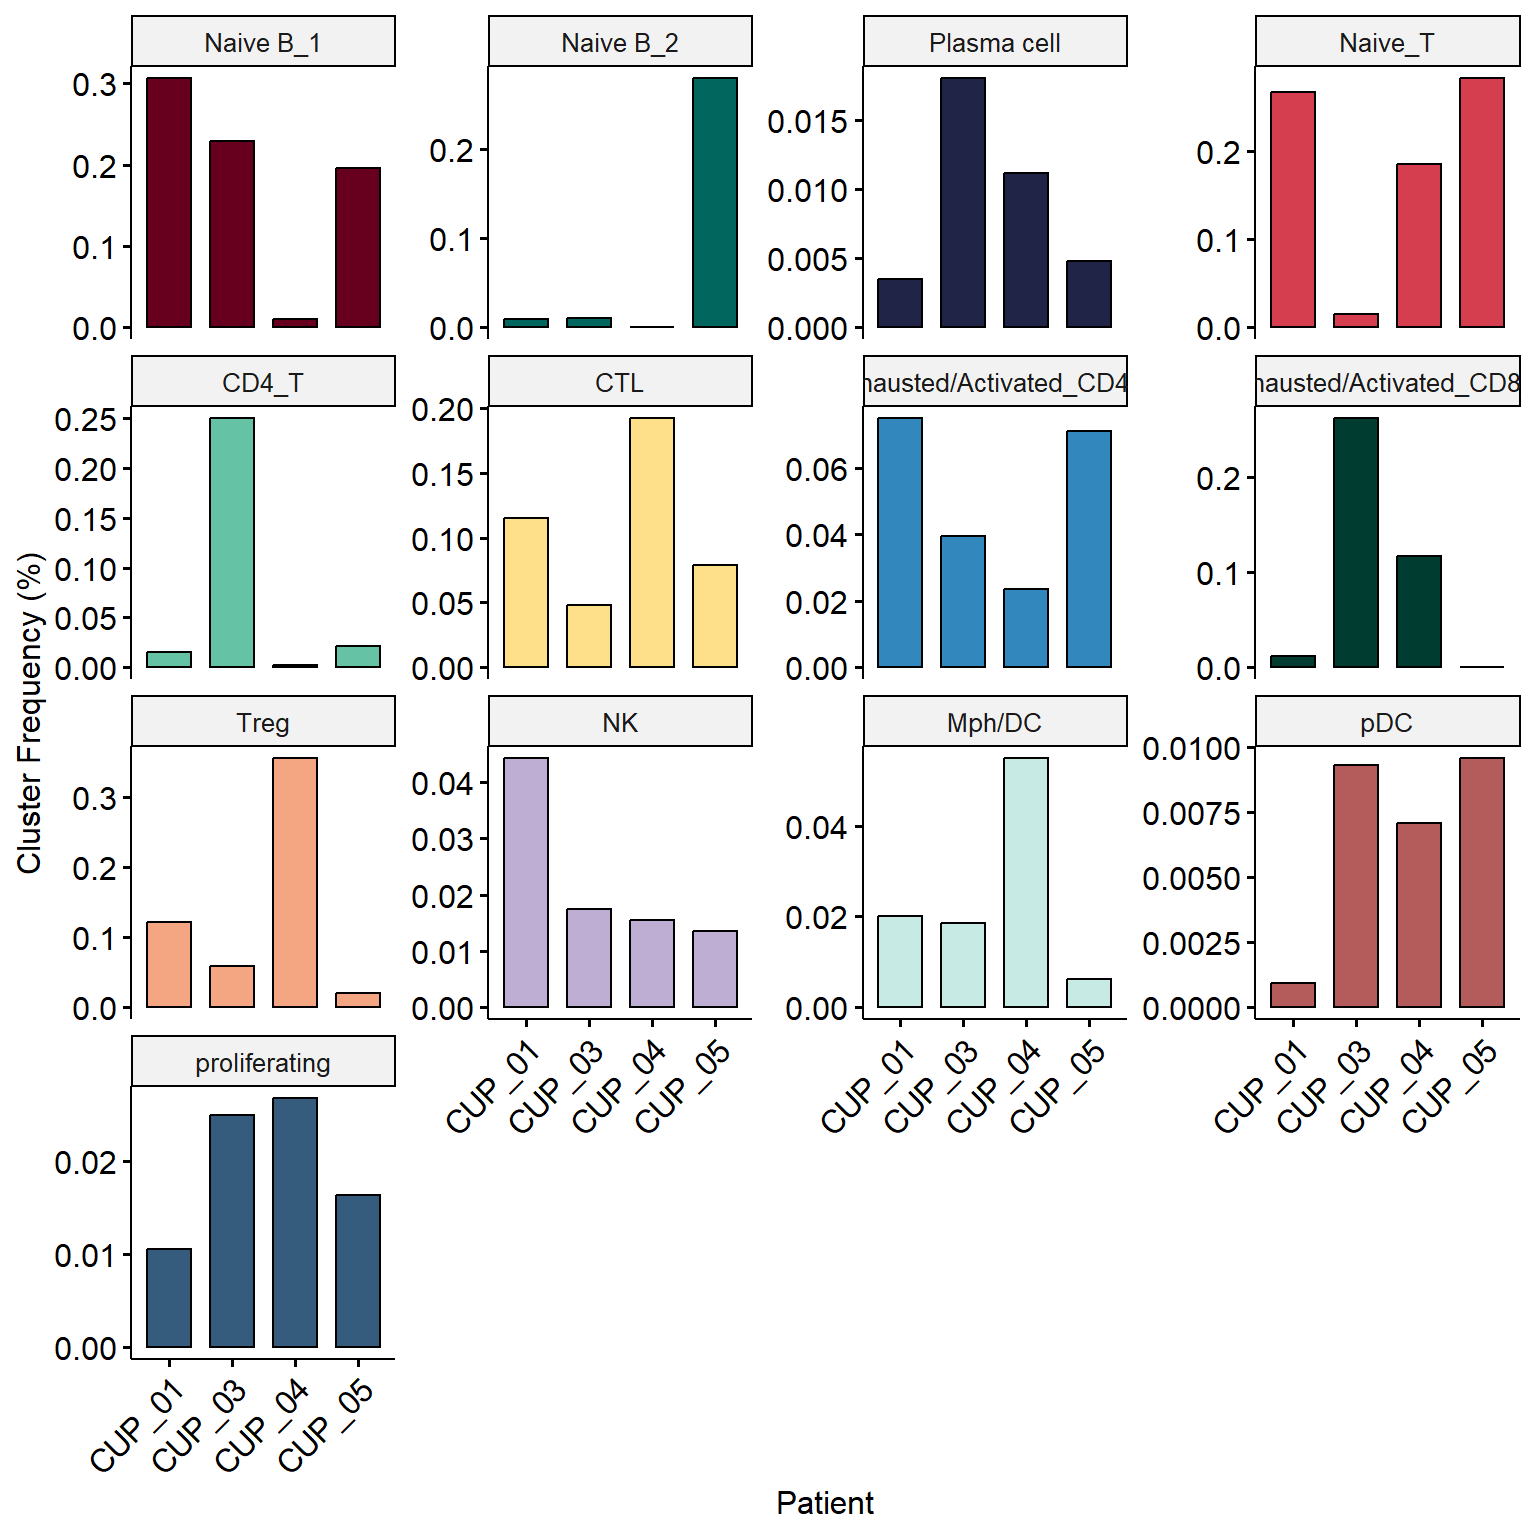 Naive B_1
Naive B_2
Plasma cell
Naive_T
0.3
0.2
0.1
0.0
0.2
0.1
0.0
0.015
0.010
0.005
0.000
0.2
0.1
0.0
CD4_T
CTL
hausted/Activated_CD4
hausted/Activated_CD8
0.25
0.20
0.15
0.10
0.05
0.00
0.20
0.15
0.10
0.05
0.00
0.06
0.04
0.02
0.00
0.2
0.1
0.0
Treg
NK
Mph/DC
pDC
0.3
0.2
0.1
0.0
0.04
0.03
0.02
0.01
0.00
0.04
0.02
0.00
0.0100
0.0075
0.0050
0.0025
0.0000
CUP_01
CUP_03
CUP_04
CUP_05
CUP_01
CUP_03
CUP_04
CUP_05
CUP_01
CUP_03
CUP_04
CUP_05
proliferating
0.02
0.01
0.00
CUP_01
CUP_03
CUP_04
CUP_05
Cluster Frequency (%)
Patient